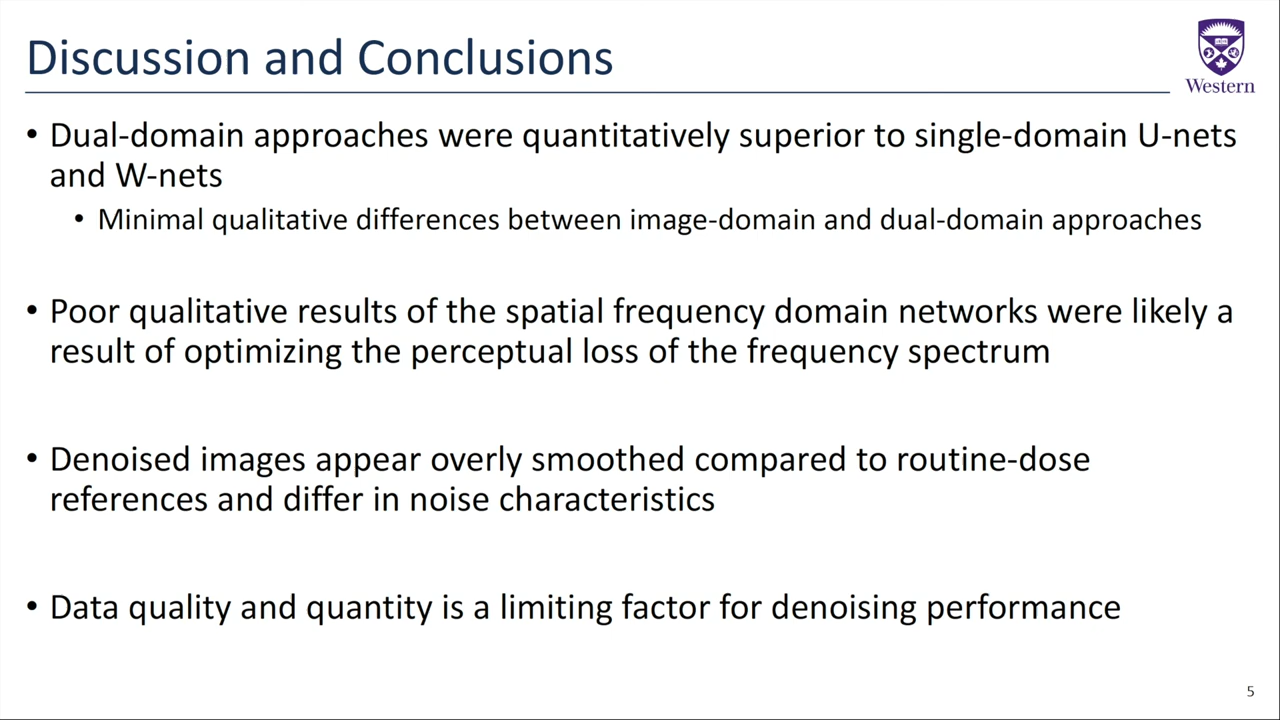 Discussion and Conclusions
Western
• Dual-domain approaches were quantitatively superior to single-domain U-nets
and W-nets
• Minimal qualitative differences between image-domain and dual-domain approaches
• Poor qualitative results of the spatial frequency domain networks were likely a
result of optimizing the perceptual loss of the frequency spectrum
• Denoised images appear overly smoothed compared to routine-dose
references and differ in noise characteristics
• Data quality and quantity is a limiting factor for denoising performance
5